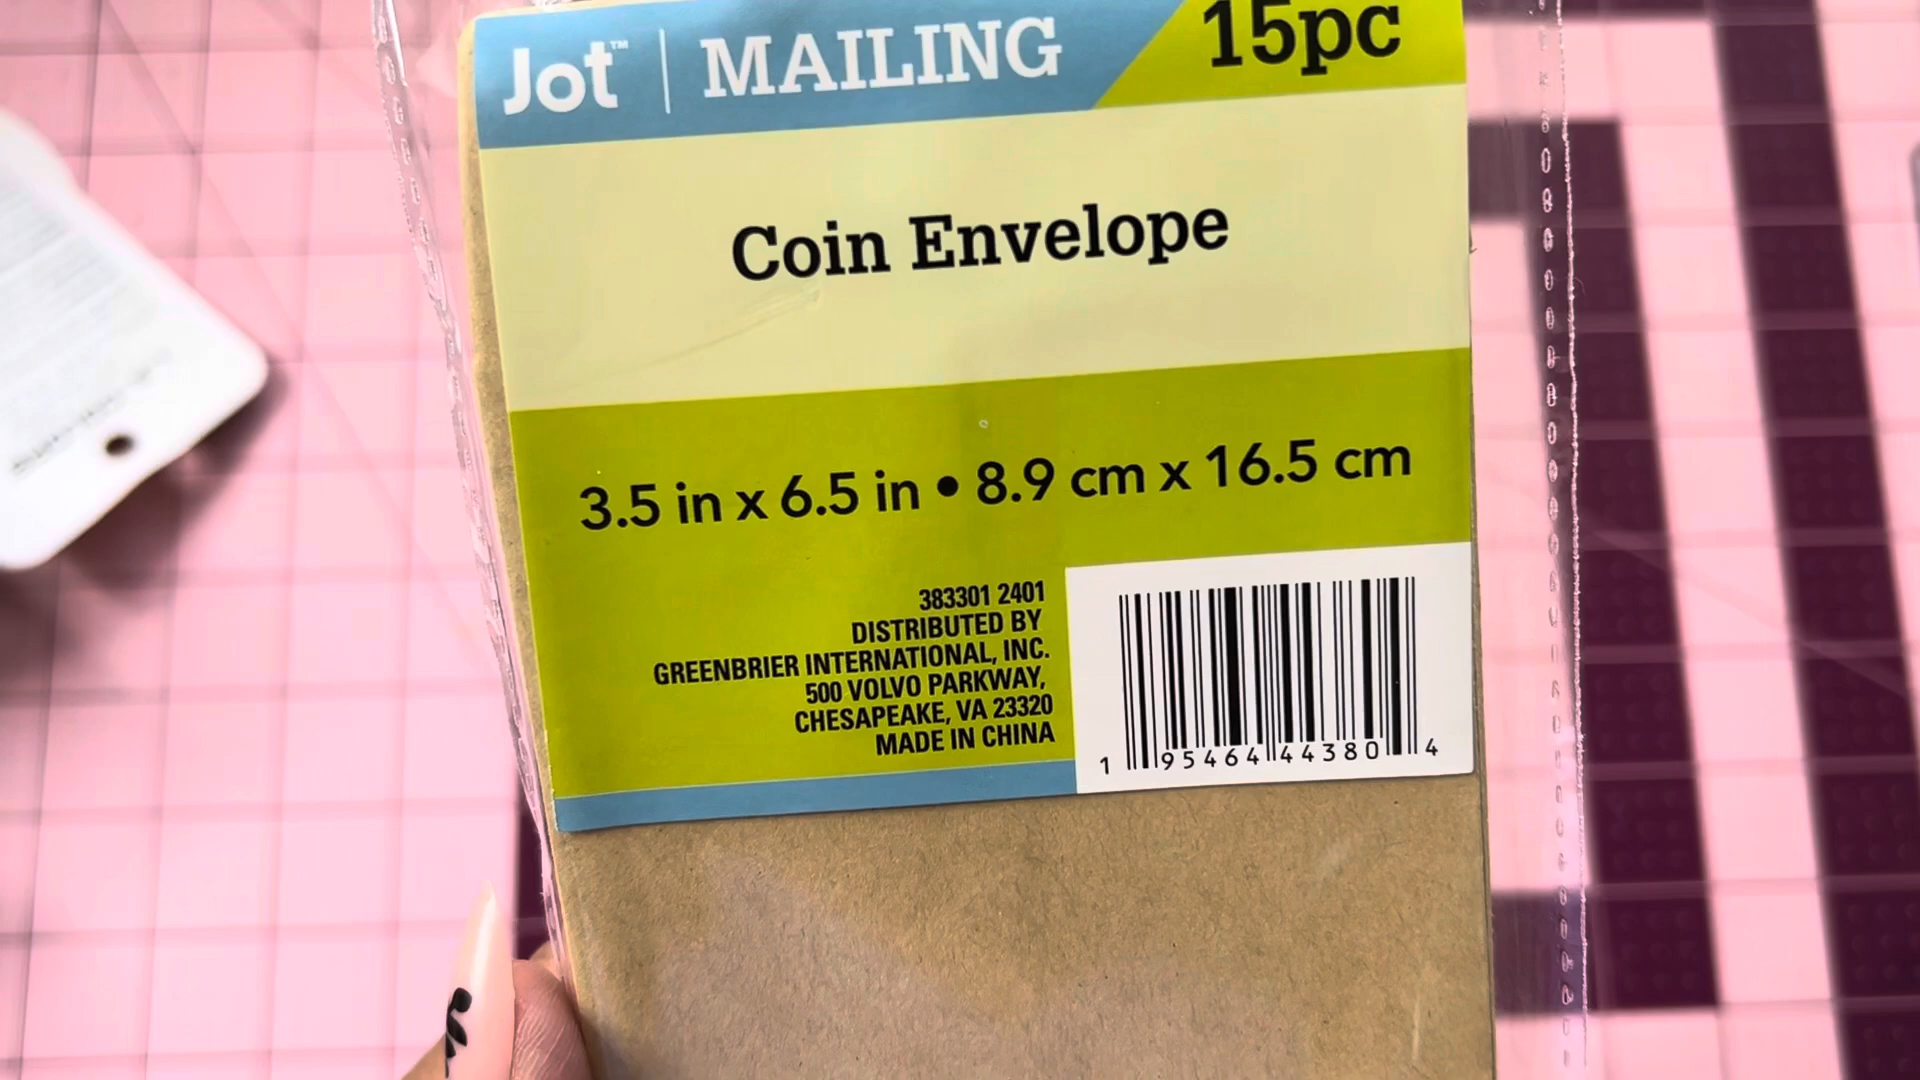 Jot™ | MAILING 15pc
Coin Envelope
3.5 in x 6.5 in • 8.9 cm x 16.5 cm
383301 2401
DISTRIBUTED BY
GREENBRIER INTERNATIONAL, INC.
500 VOLVO PARKWAY,
CHESAPEAKE, VA 23320
MADE IN CHINA
1 95464 44380 4